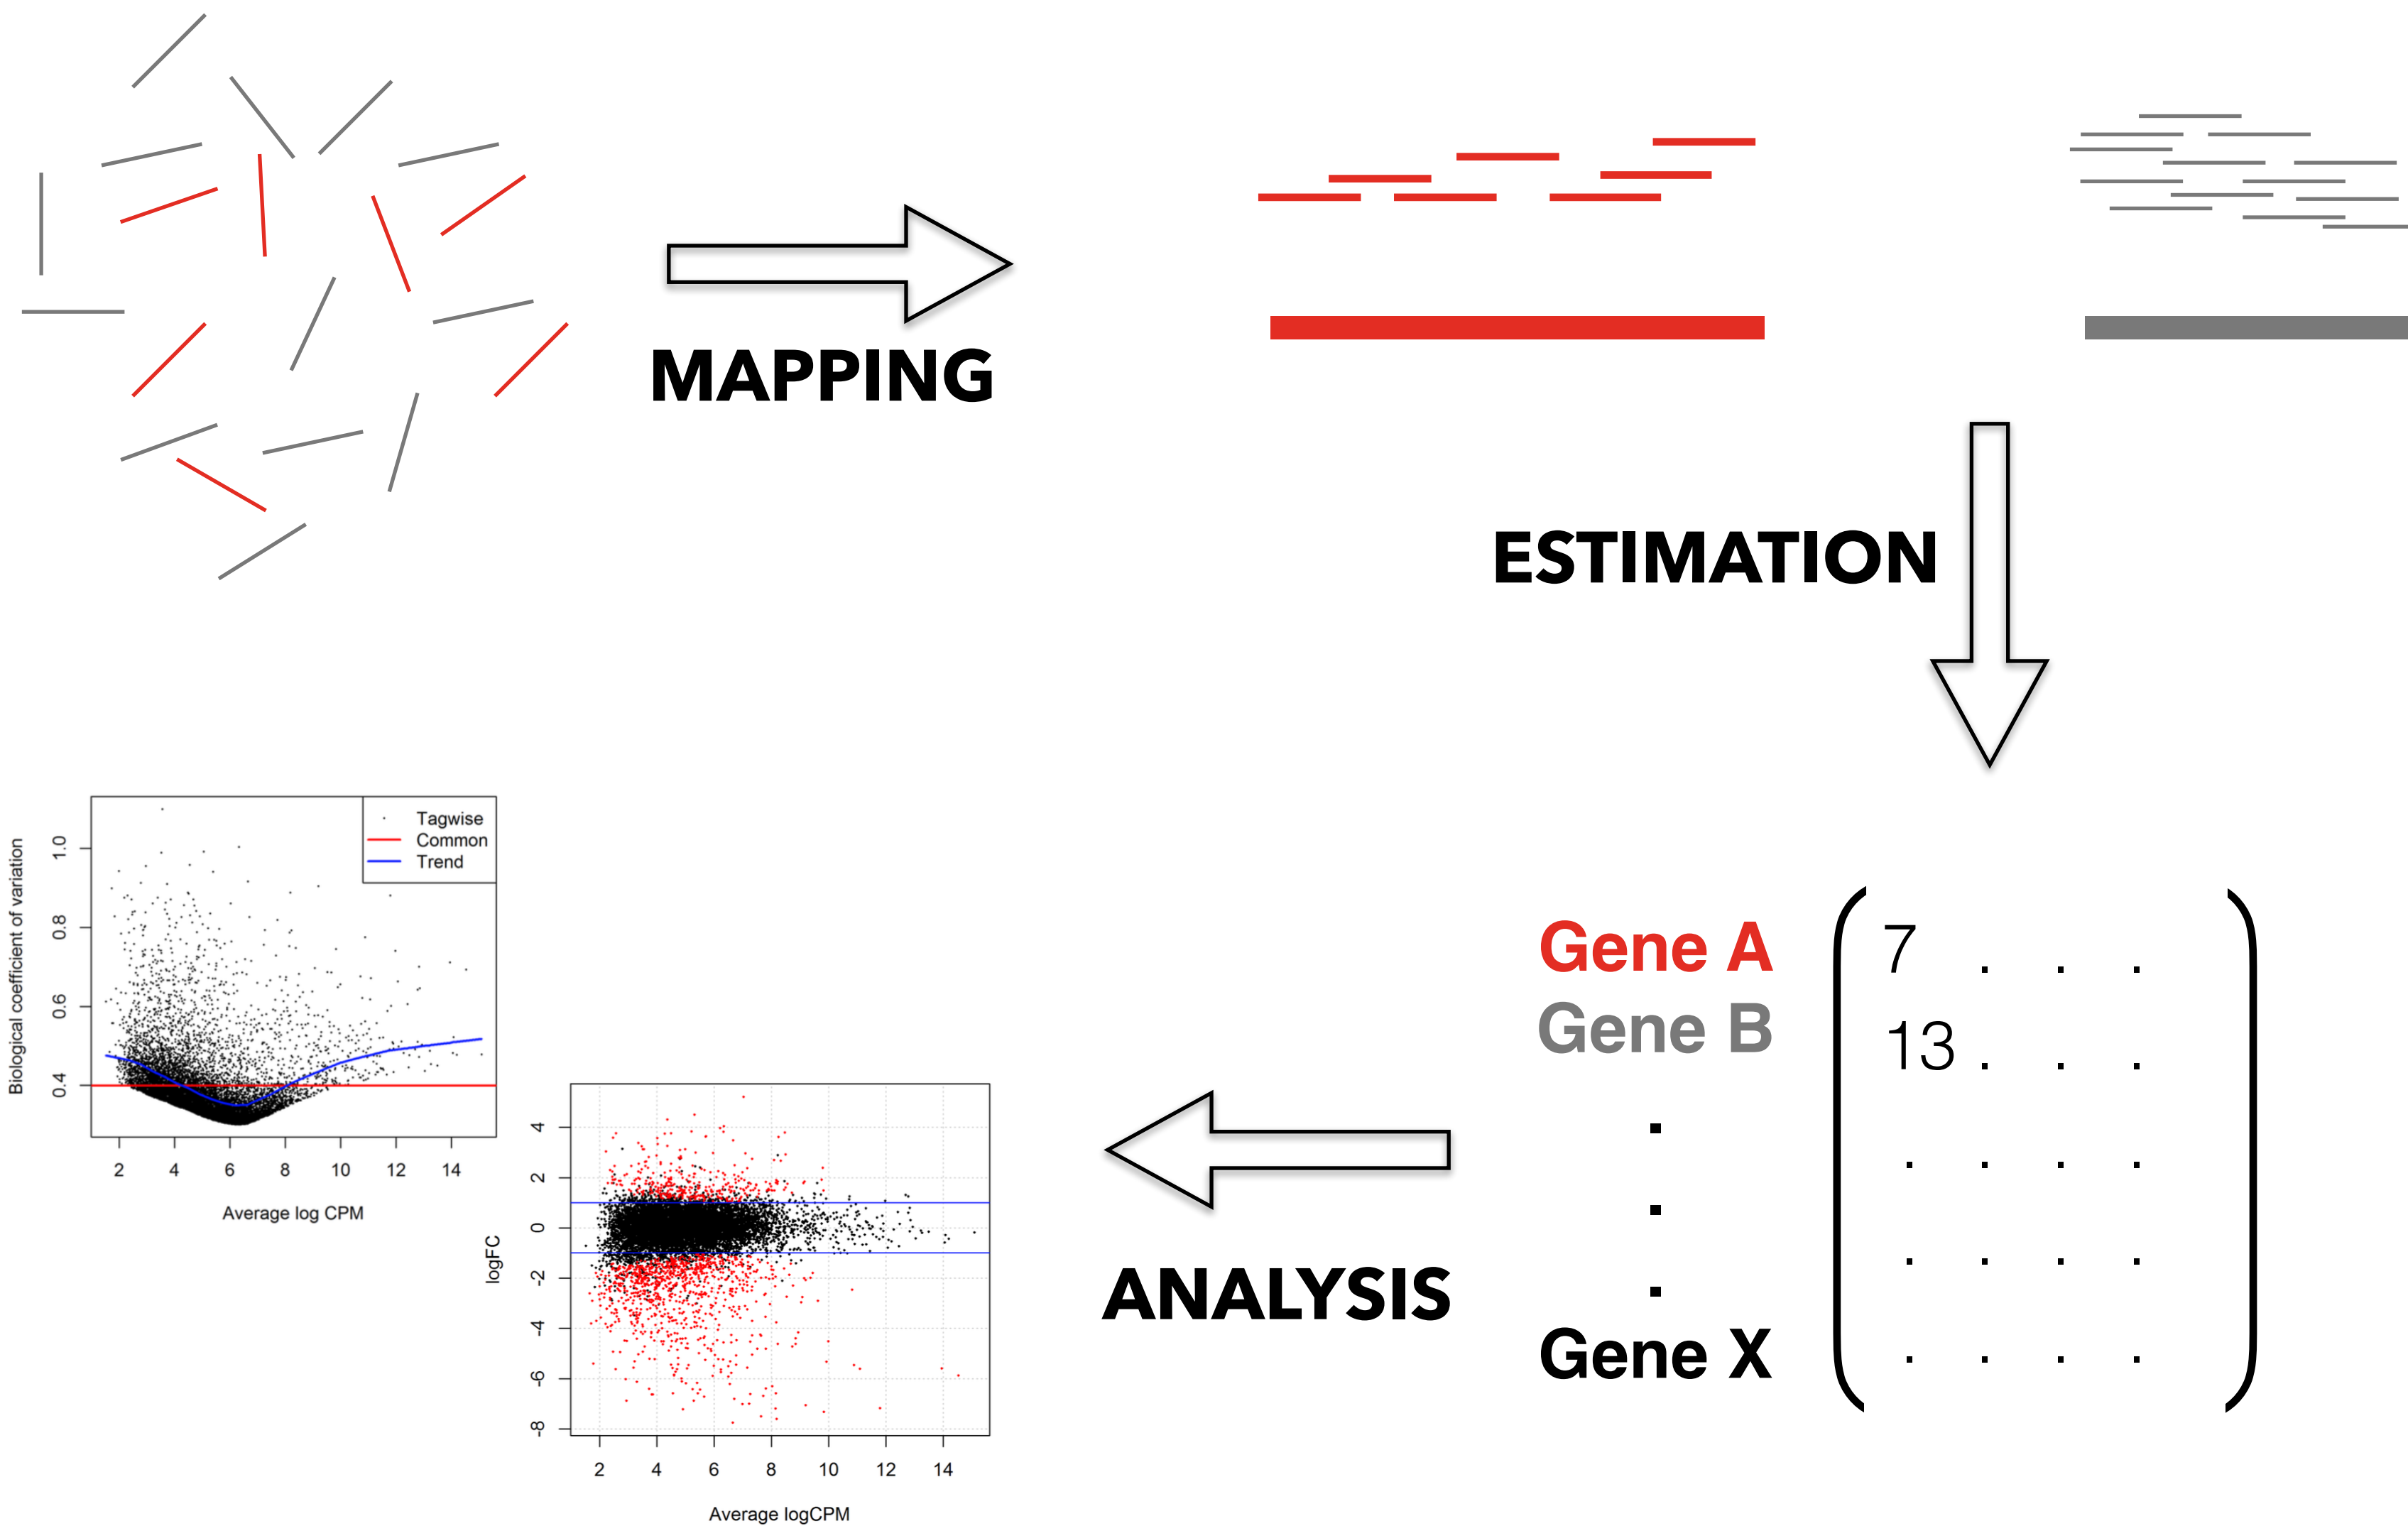 MAPPING
ESTIMATION
Tagwise
Common
Trend
Biological coefficient of variation
1.0
0.8
0.6
0.4
2 4 6 8 10 12 14
Average log CPM
logFC
4
2
0
-2
-4
-6
-8
2 4 6 8 10 12 14
Average logCPM
ANALYSIS
Gene A 7 . . .
Gene B 13 . . .
. . . . .
.
. . . . .
Gene X . . . .